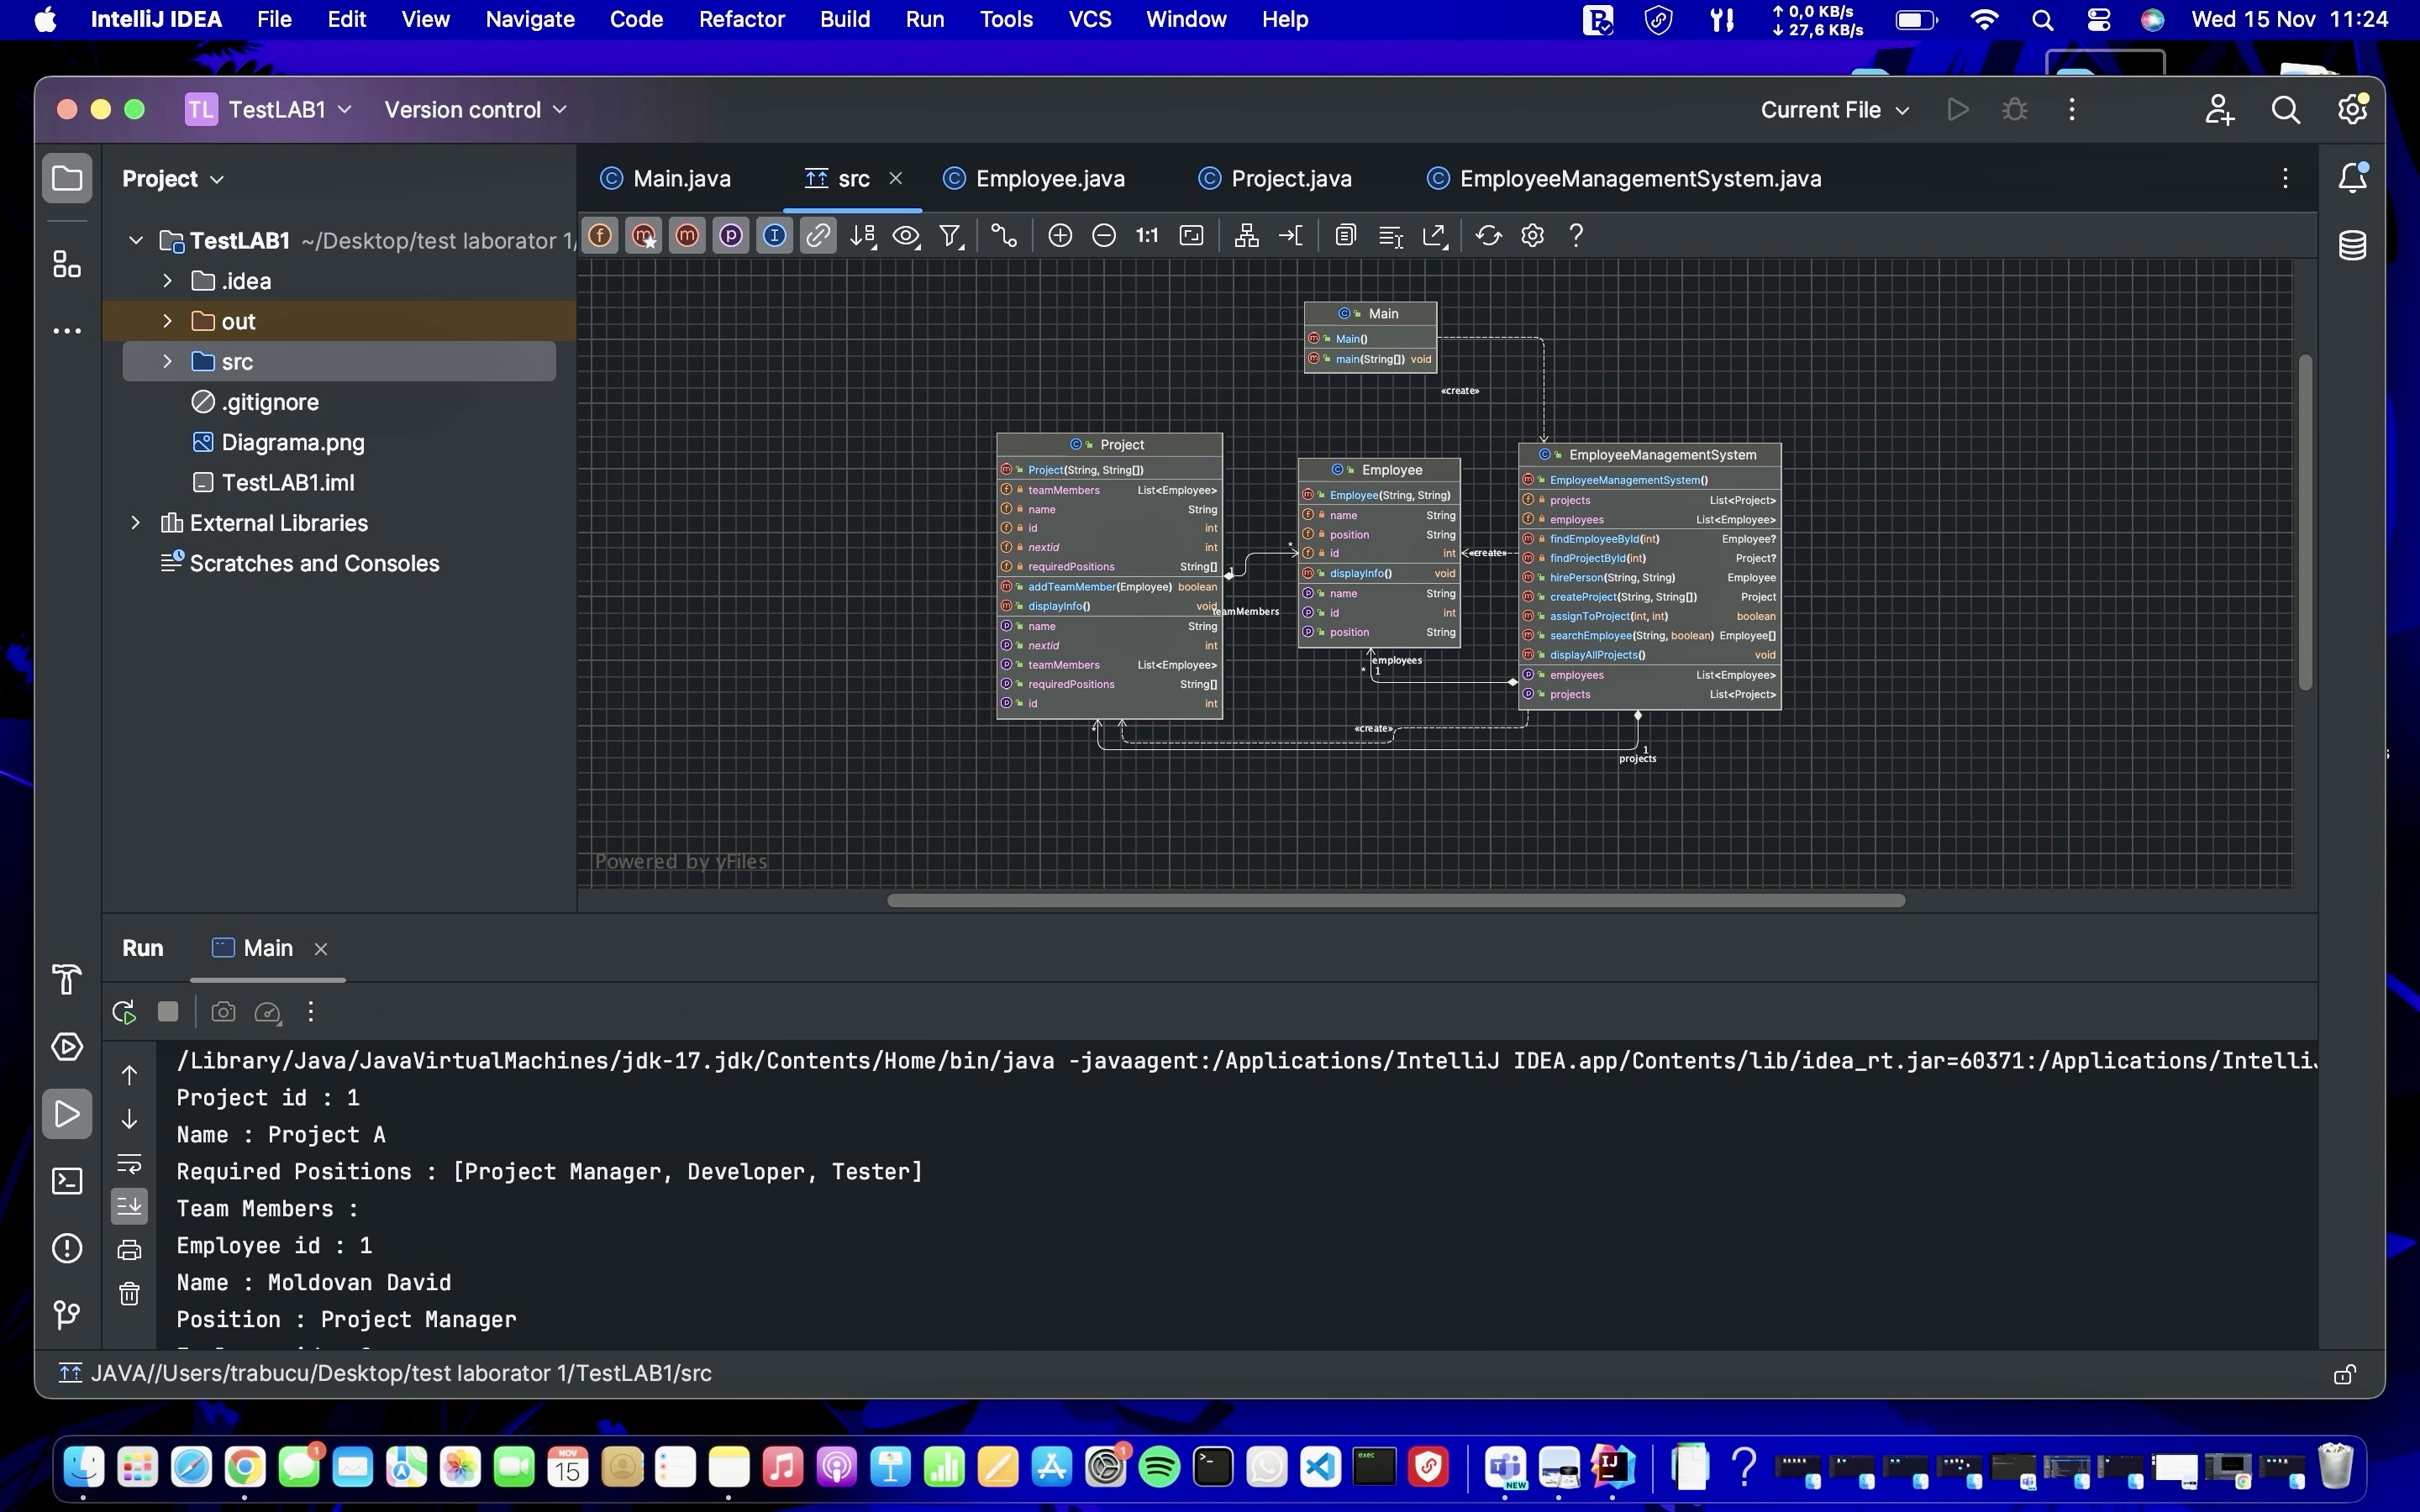 IntelliJ IDEA File Edit View Navigate Code Refactor Build Run Tools VCS Window Help
↑ 0,0 KB/s
↓ 27,6 KB/s
Wed 15 Nov 11:24
TL TestLAB1 Version control Current File
Project
Main.java src Employee.java Project.java EmployeeManagementSystem.java
1:1
TestLAB1 ~/Desktop/test laborator 1/
.idea
out
src
.gitignore
Diagrama.png
TestLAB1.iml
External Libraries
Scratches and Consoles
Main
Main()
main(String[]) void
«create»
Project
Project(String, String[])
teamMembers List<Employee>
name String
id int
nextid int
requiredPositions String[]
addTeamMember(Employee) boolean
displayInfo() void
name String
nextid int
teamMembers List<Employee>
requiredPositions String[]
id int
1
*
teamMembers
Employee
Employee(String, String)
name String
position String
id int
displayInfo() void
name String
id int
position String
«create»
employees
* 1
EmployeeManagementSystem
EmployeeManagementSystem()
projects List<Project>
employees List<Employee>
findEmployeeById(int) Employee?
findProjectById(int) Project?
hirePerson(String, String) Employee
createProject(String, String[]) Project
assignToProject(int, int) boolean
searchEmployee(String, boolean) Employee[]
displayAllProjects() void
employees List<Employee>
projects List<Project>
«create»
*
1
projects
Powered by yFiles
Run Main
/Library/Java/JavaVirtualMachines/jdk-17.jdk/Contents/Home/bin/java -javaagent:/Applications/IntelliJ IDEA.app/Contents/lib/idea_rt.jar=60371:/Applications/IntelliJ
Project id : 1
Name : Project A
Required Positions : [Project Manager, Developer, Tester]
Team Members :
Employee id : 1
Name : Moldovan David
Position : Project Manager
JAVA//Users/trabucu/Desktop/test laborator 1/TestLAB1/src
1
NOV
15
1
exec
NEW
IJ